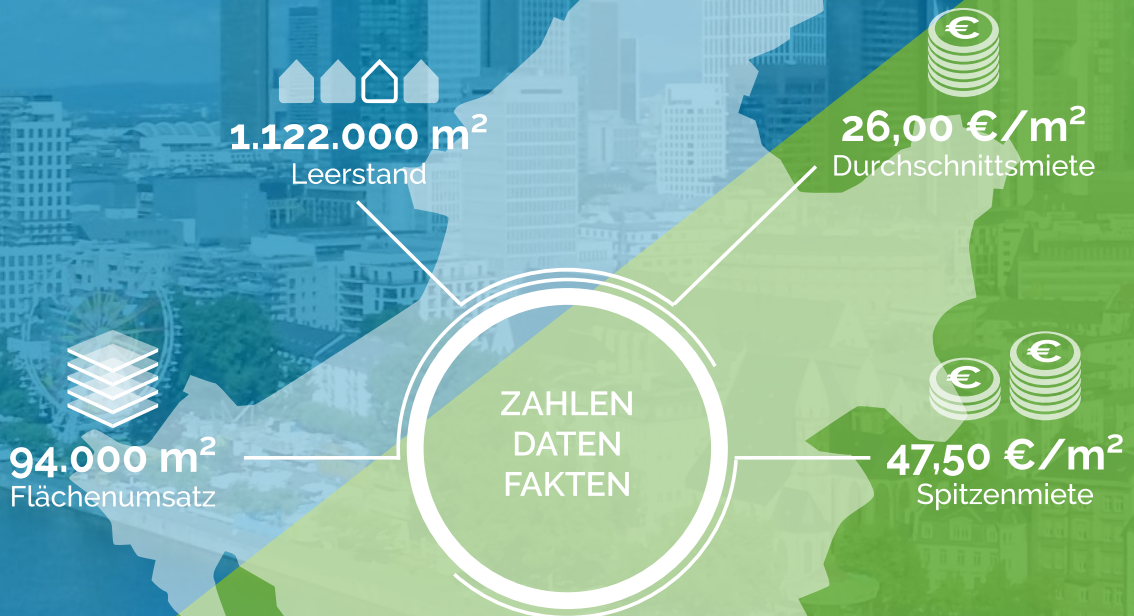 1.122.000 m²
Leerstand
26,00 €/m²
Durchschnittsmiete
94.000 m²
Flächenumsatz
ZAHLEN
DATEN
FAKTEN
47,50 €/m²
Spitzenmiete